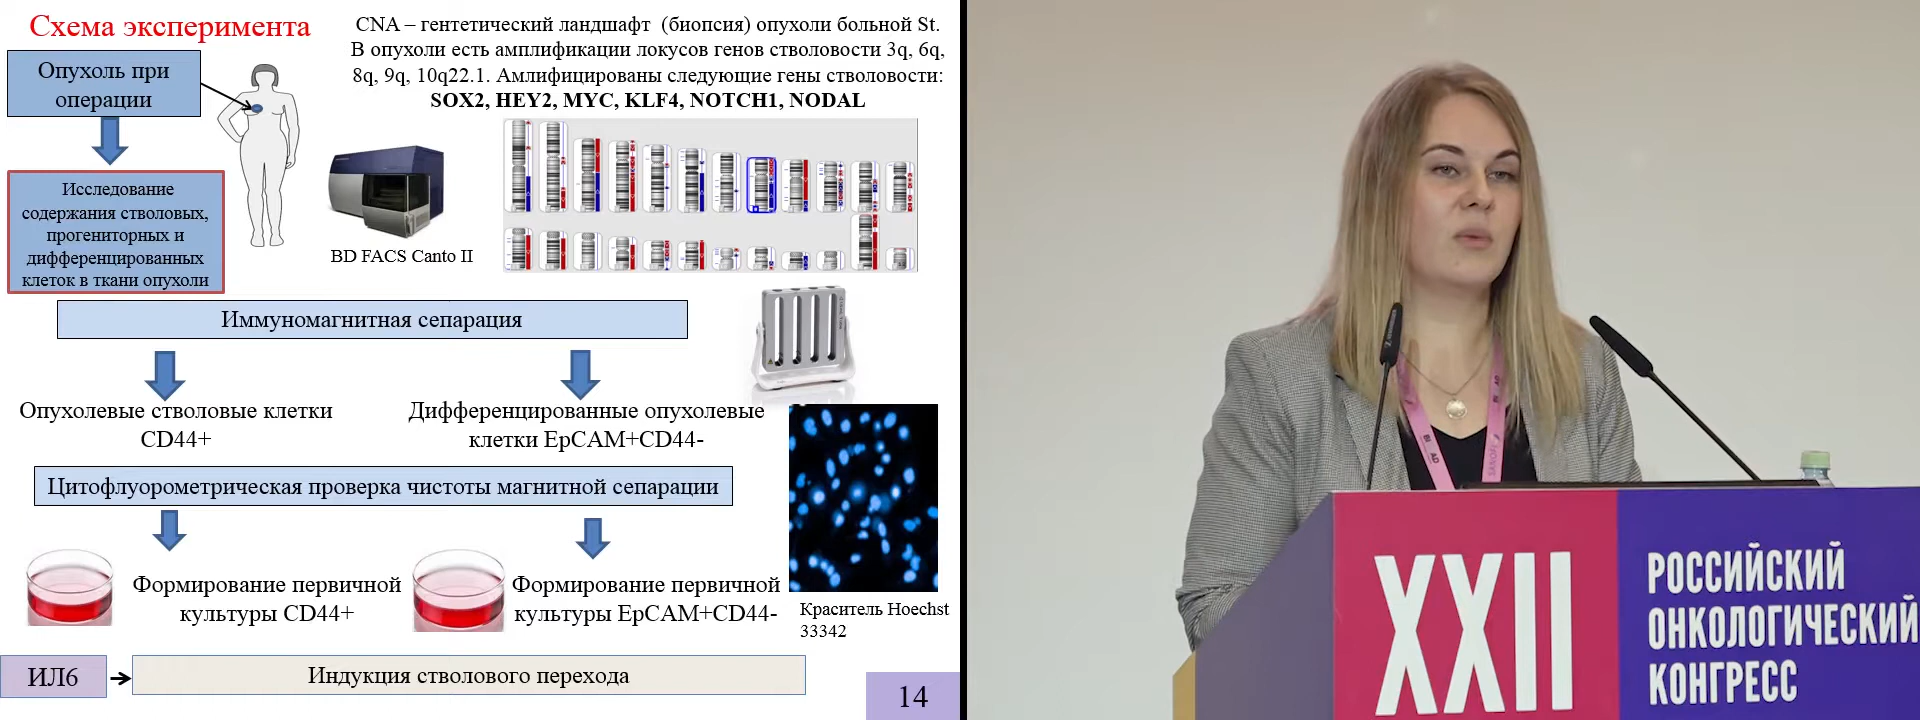 Схема эксперимента
CNA – гентетический ландшафт (биопсия) опухоли больной St.
В опухоли есть амплификации локусов генов стволовости 3q, 6q,
8q, 9q, 10q22.1. Амлифицированы следующие гены стволовости:
SOX2, HEY2, MYC, KLF4, NOTCH1, NODAL
Опухоль при
операции
Исследование
содержания стволовых,
прогениторных и
дифференцированных
клеток в ткани опухоли
BD FACS Canto II
Иммуномагнитная сепарация
Опухолевые стволовые клетки
CD44+
Дифференцированные опухолевые
клетки EpCAM+CD44-
Цитофлуорометрическая проверка чистоты магнитной сепарации
Формирование первичной
культуры CD44+
Формирование первичной
культуры EpCAM+CD44-
Краситель Hoechst
33342
ИЛ6
Индукция стволового перехода
14
XXII
РОССИЙСКИЙ
ОНКОЛОГИЧЕСКИЙ
КОНГРЕСС